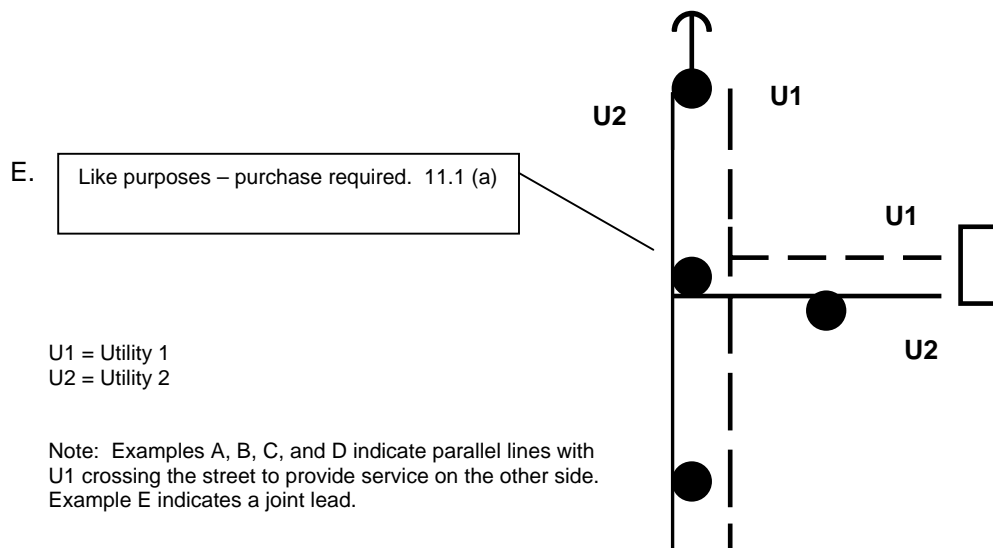 U1
U2
E.
Like purposes – purchase required. 11.1 (a)
U1
U2
U1 = Utility 1
U2 = Utility 2
Note: Examples A, B, C, and D indicate parallel lines with
U1 crossing the street to provide service on the other side.
Example E indicates a joint lead.